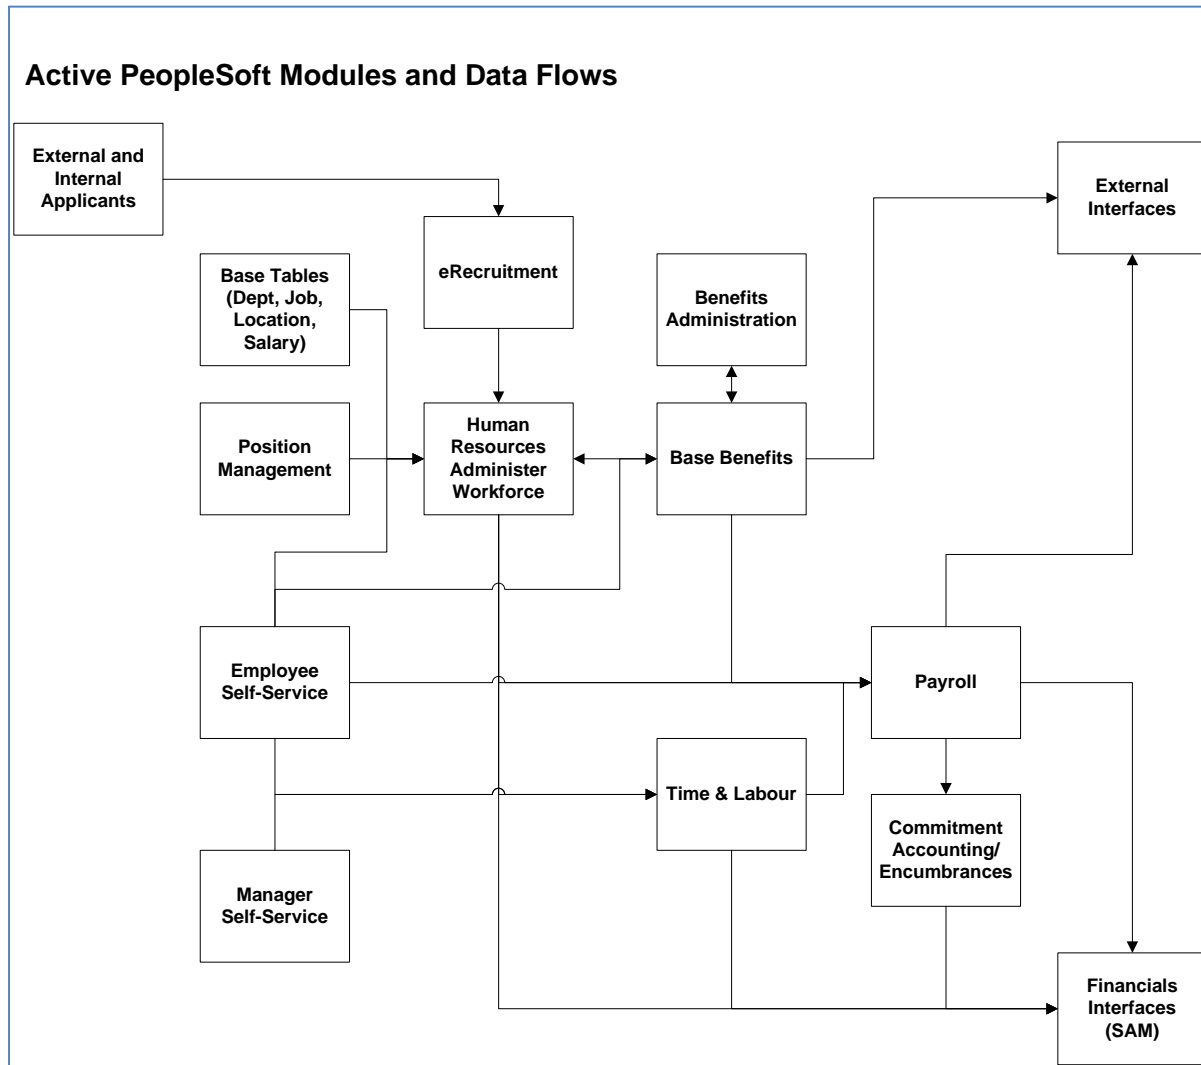 Active PeopleSoft Modules and Data Flows
External and
Internal
Applicants
External
Interfaces
eRecruitment
Base Tables
(Dept, Job,
Location,
Salary)
Benefits
Administration
Position
Management
Human
Resources
Administer
Workforce
Base Benefits
Employee
Self-Service
Payroll
Time & Labour
Commitment
Accounting/
Encumbrances
Manager
Self-Service
Financials
Interfaces
(SAM)